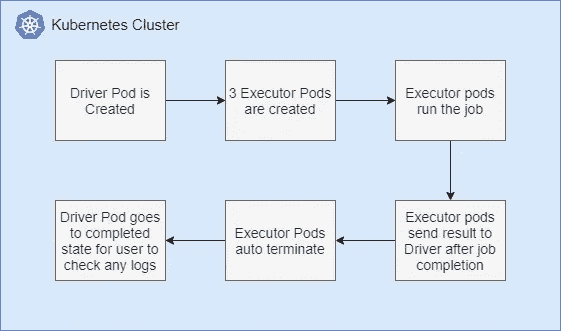 Kubernetes Cluster
Driver Pod is
Created
3 Executor Pods
are created
Executor pods
run the job
Executor pods
send result to
Driver after job
completion
Executor Pods
auto terminate
Driver Pod goes
to completed
state for user to
check any logs